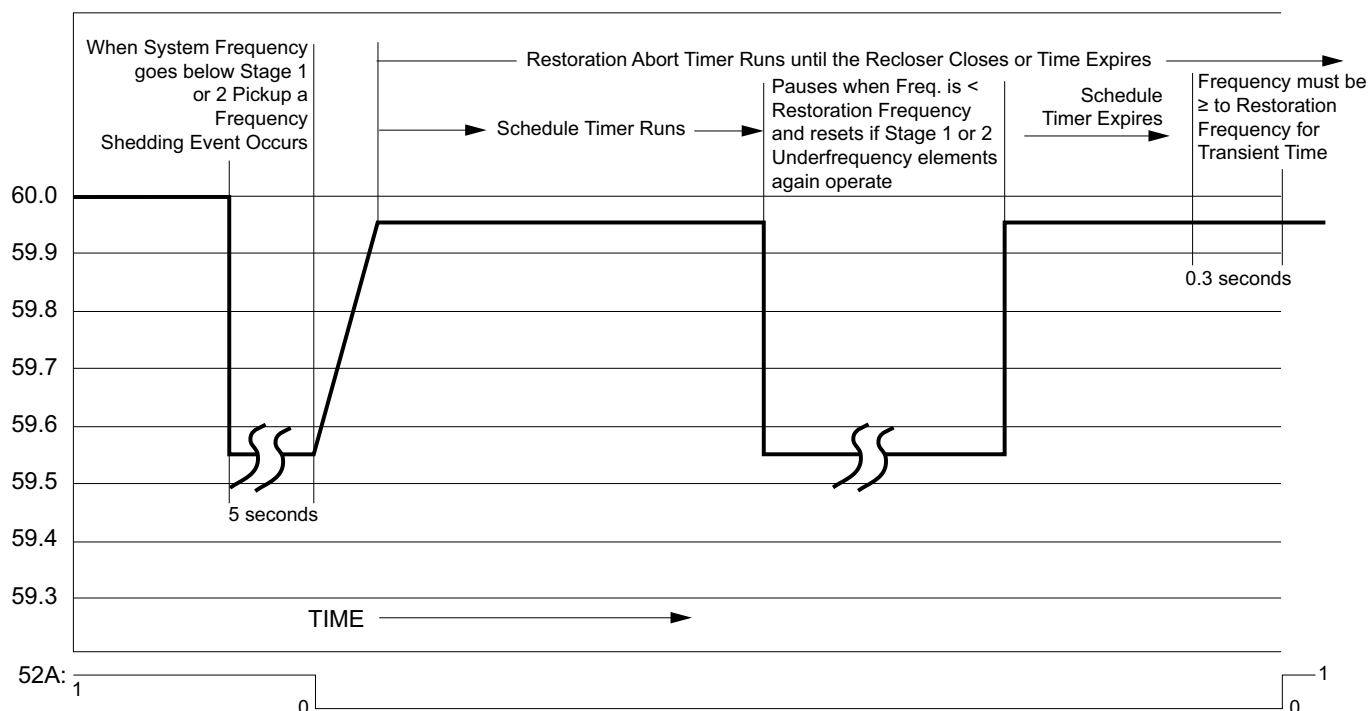 When System Frequency
goes below Stage 1
or 2 Pickup a
Frequency
Shedding Event Occurs
Restoration Abort Timer Runs until the Recloser Closes or Time Expires
Schedule Timer Runs
Pauses when Freq. is <
Restoration Frequency
and resets if Stage 1 or 2
Underfrequency elements
again operate
Schedule
Timer Expires
Frequency must be
≥ to Restoration
Frequency for
Transient Time
60.0
59.9
59.8
59.7
59.6
59.5
59.4
59.3
5 seconds
0.3 seconds
TIME
52A:
1
0
1
0